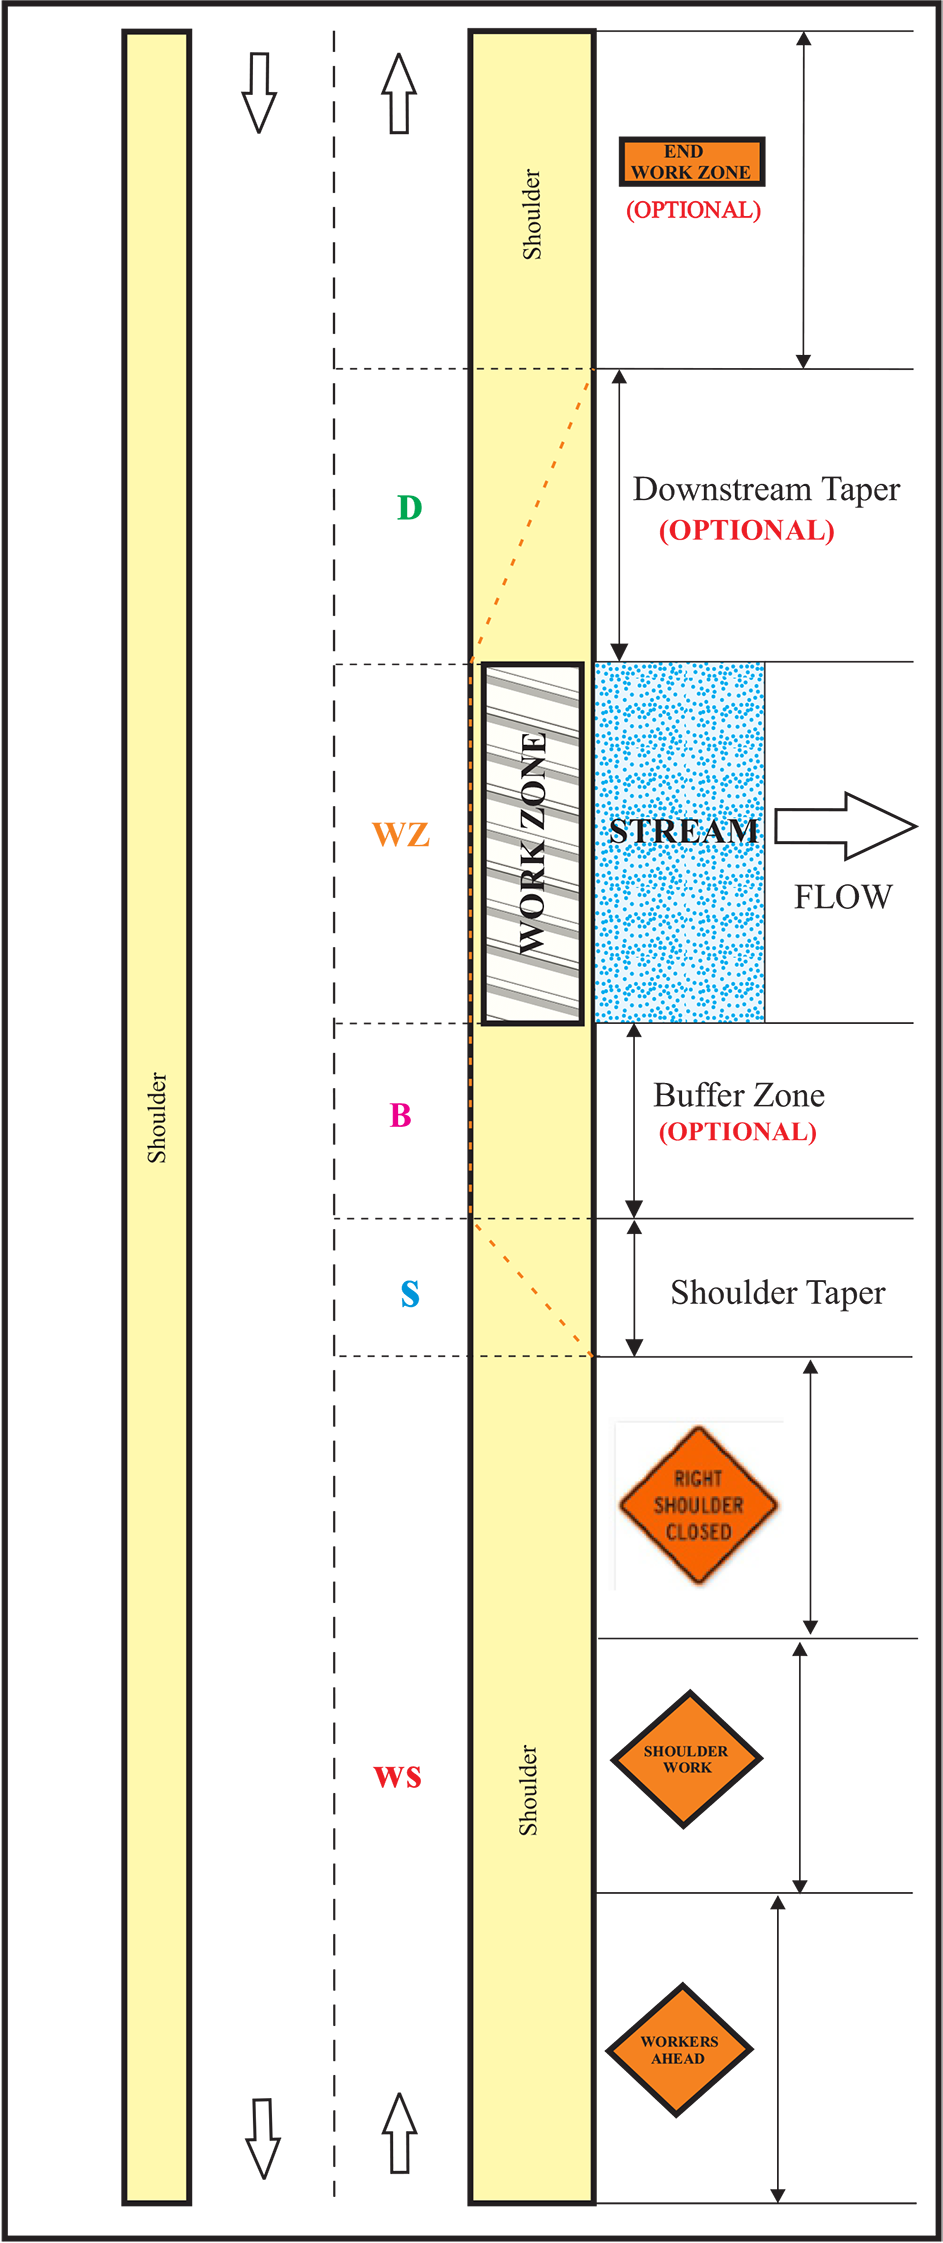 END
WORK ZONE
(OPTIONAL)
Shoulder
D
Downstream Taper
(OPTIONAL)
WZ
WORK ZONE
STREAM
FLOW
B
Buffer Zone
(OPTIONAL)
Shoulder
S
Shoulder Taper
RIGHT
SHOULDER
CLOSED
SHOULDER
WORK
WS
Shoulder
WORKERS
AHEAD